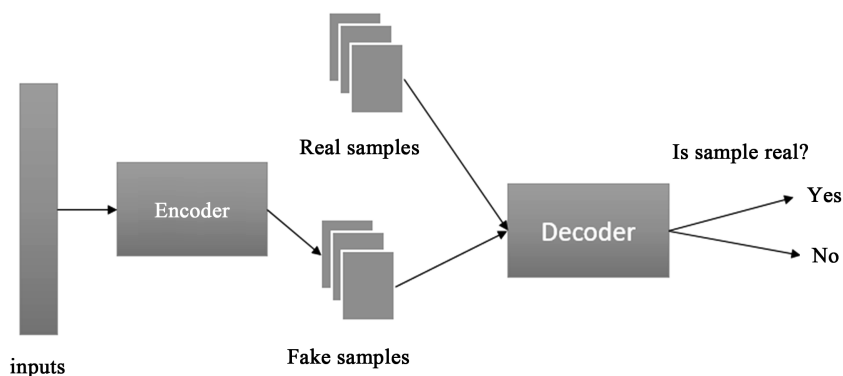 Real samples
Is sample real?
Yes
Encoder
Decoder
No
Fake samples
inputs